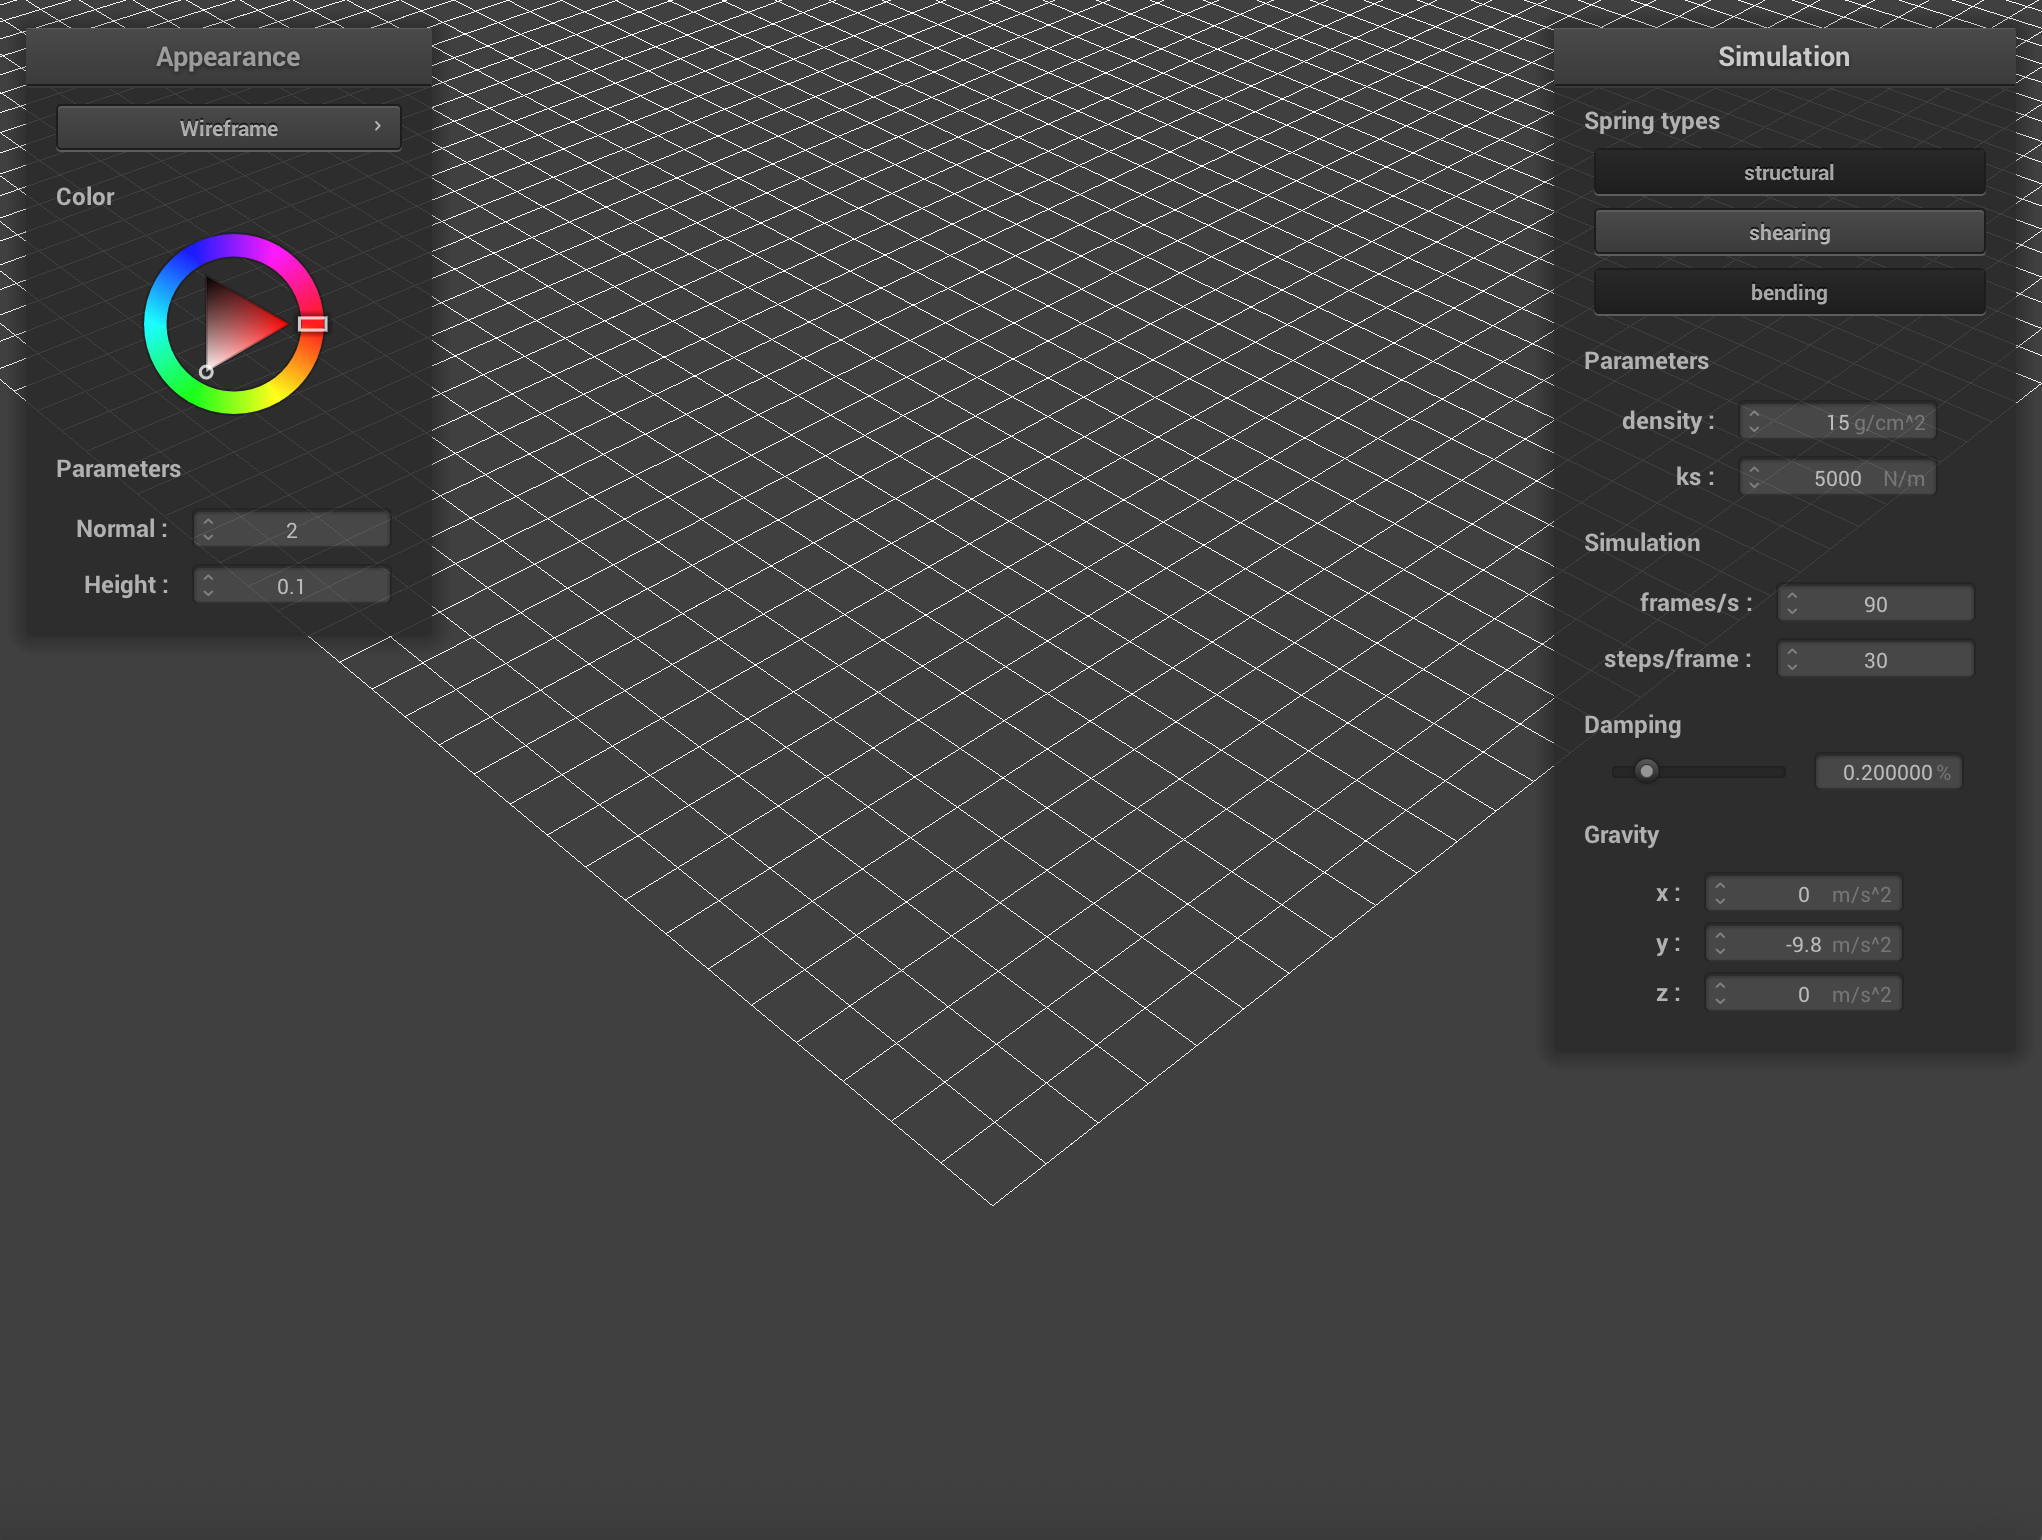 Appearance
Wireframe
Color
Parameters
Normal : 2
Height : 0.1
Simulation
Spring types
structural
shearing
bending
Parameters
density : 15 g/cm^2
ks : 5000 N/m
Simulation
frames/s : 90
steps/frame : 30
Damping
0.200000 %
Gravity
x : 0 m/s^2
y : -9.8 m/s^2
z : 0 m/s^2